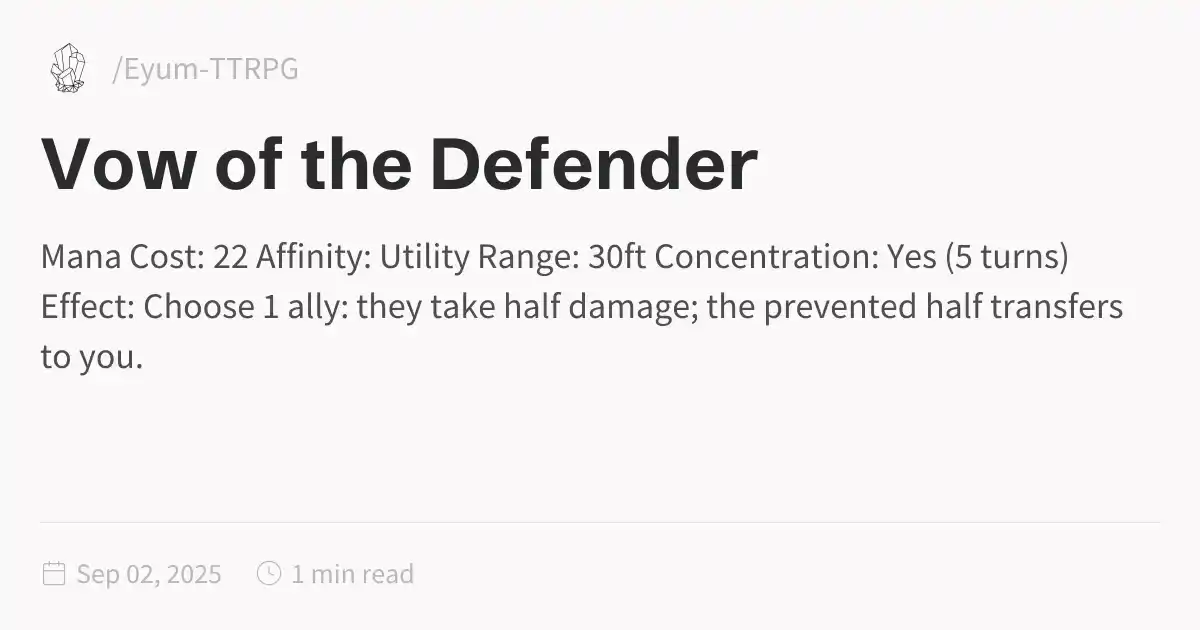 /Eyum-TTRPG
Vow of the Defender
Mana Cost: 22 Affinity: Utility Range: 30ft Concentration: Yes (5 turns)
Effect: Choose 1 ally: they take half damage; the prevented half transfers
to you.
Sep 02, 2025 1 min read